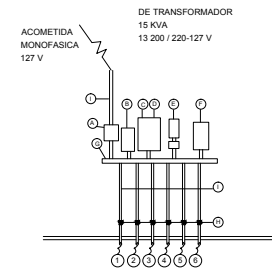 DE TRANSFORMADOR
15 KVA
13 200 / 220-127 V
ACOMETIDA
MONOFASICA
127 V
I
B
C D
E
F
A
G
I
H
1 2 3 4 5 6